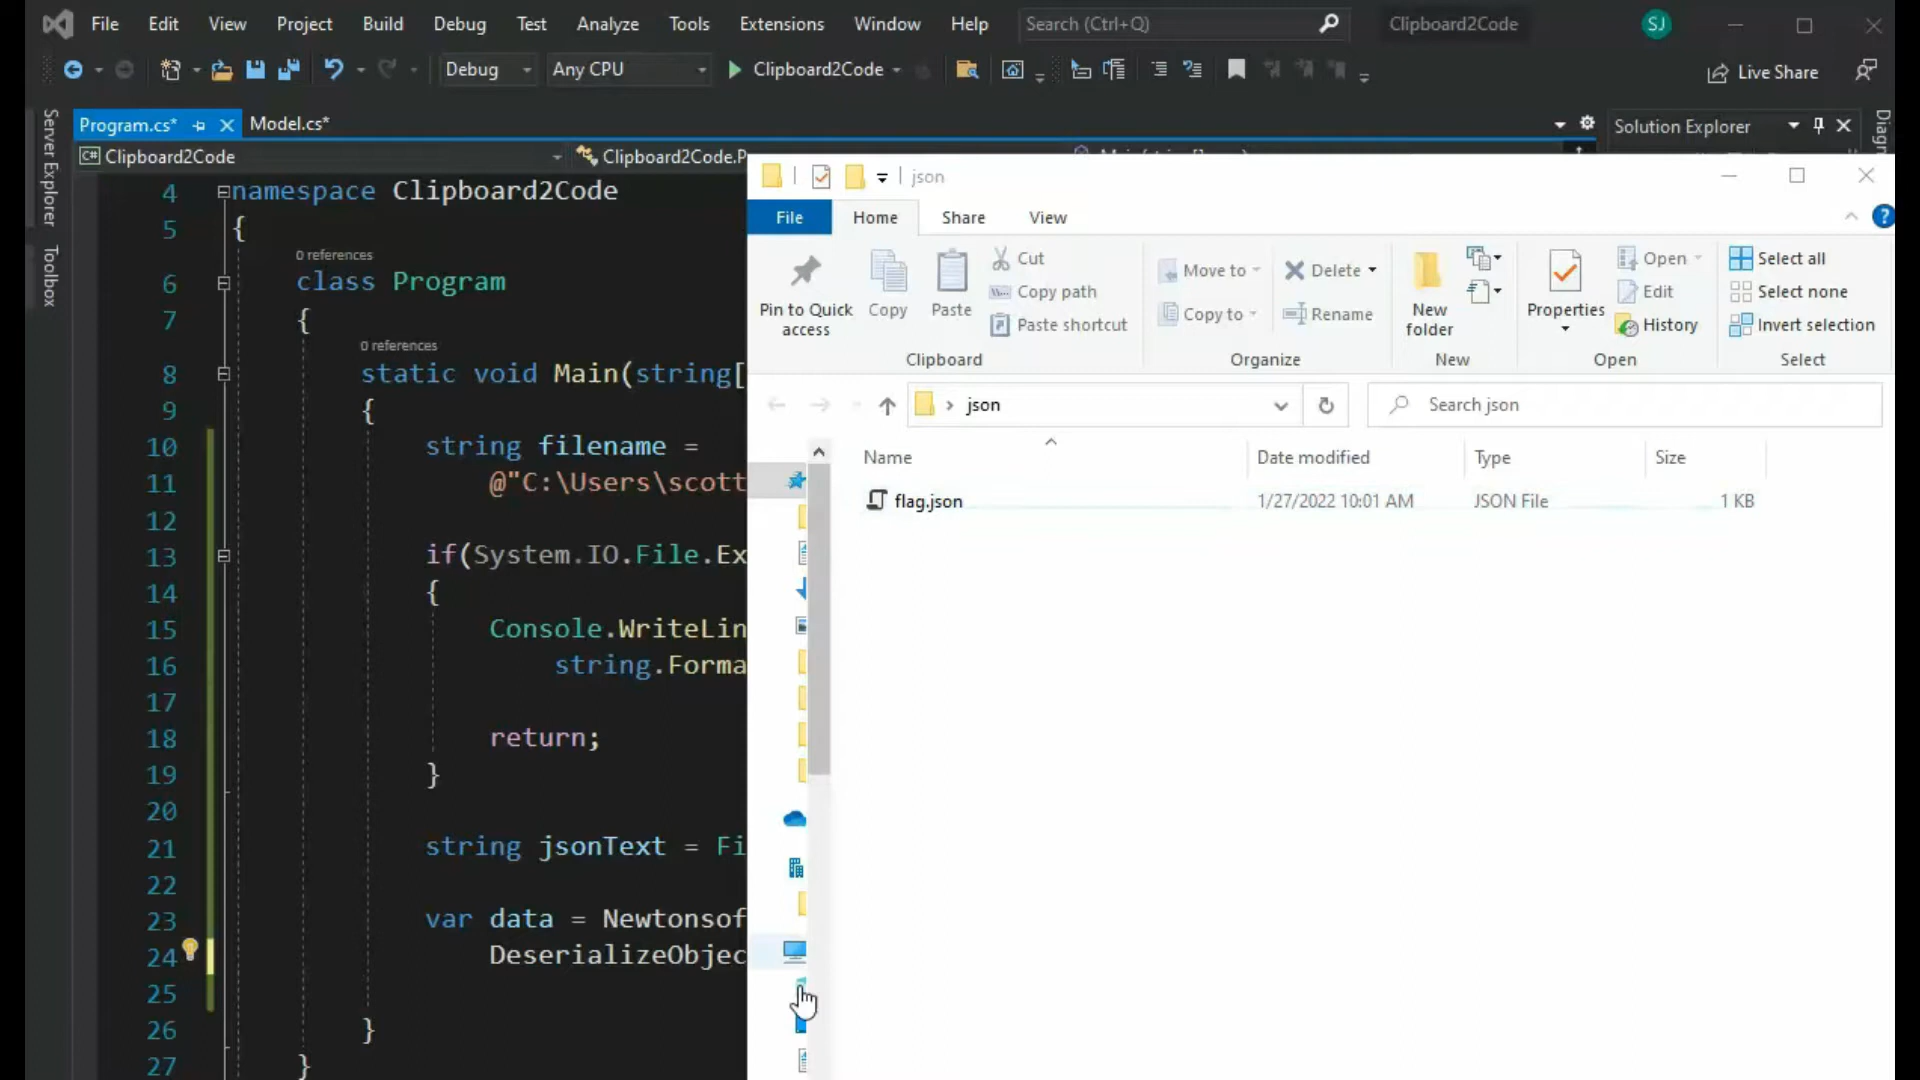 File Edit View Project Build Debug Test Analyze Tools Extensions Window Help Search (Ctrl+Q) Clipboard2Code SJ
Debug Any CPU Clipboard2Code Live Share
Program.cs* Model.cs* Solution Explorer
Clipboard2Code Clipboard2Code.P
Server Explorer
Toolbox
Diagn
4 namespace Clipboard2Code
5 {
0 references
6 class Program
7 {
0 references
8 static void Main(string[
9 {
10 string filename =
11 @"C:\Users\scott
12
13 if(System.IO.File.Ex
14 {
15 Console.WriteLin
16 string.Forma
17
18 return;
19 }
20
21 string jsonText = Fi
22
23 var data = Newtonsof
24 DeserializeObjec
25
26 }
27 }
json
File Home Share View
Pin to Quick access
Copy
Paste
Cut
Copy path
Paste shortcut
Clipboard
Move to
Copy to
Delete
Rename
Organize
New folder
New
Properties
Open
Edit
History
Open
Select all
Select none
Invert selection
Select
json Search json
Name Date modified Type Size
flag.json 1/27/2022 10:01 AM JSON File 1 KB